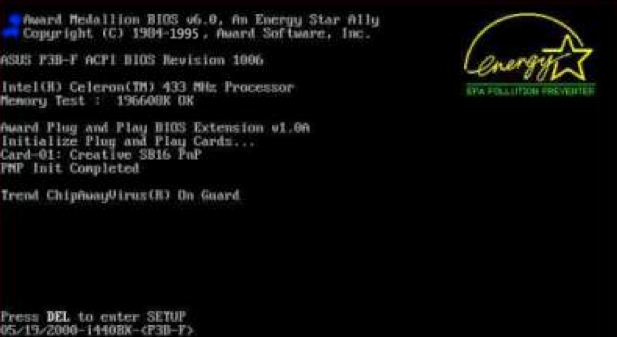 Award Medallion BIOS v6.0, An Energy Star Ally
Copyright (C) 1984-1995, Award Software, Inc.
energy
EPA POLLUTION PREVENTER
ASUS P3B-F ACPI BIOS Revision 1006
Intel(R) Celeron(TM) 433 MHz Processor
Memory Test : 196608K OK
Award Plug and Play BIOS Extension v1.0A
Initialize Plug and Play Cards...
Card-01: Creative SB16 PnP
PNP Init Completed
Trend ChipAwayVirus(R) On Guard
Press DEL to enter SETUP
05/19/2000-i440BX-<P3B-F>